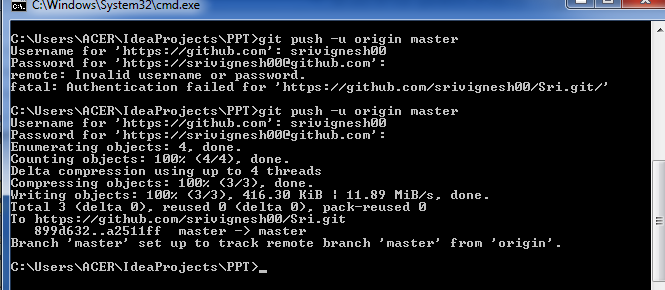 C:\Windows\System32\cmd.exe
C:\Users\ACER\IdeaProjects\PPT>git push -u origin master
Username for 'https://github.com': srivignesh00
Password for 'https://srivignesh00@github.com':
remote: Invalid username or password.
fatal: Authentication failed for 'https://github.com/srivignesh00/Sri.git/'
C:\Users\ACER\IdeaProjects\PPT>git push -u origin master
Username for 'https://github.com': srivignesh00
Password for 'https://srivignesh00@github.com':
Enumerating objects: 4, done.
Counting objects: 100% (4/4), done.
Delta compression using up to 4 threads
Compressing objects: 100% (3/3), done.
Writing objects: 100% (3/3), 416.30 KiB ¦ 11.89 MiB/s, done.
Total 3 (delta 0), reused 0 (delta 0), pack-reused 0
To https://github.com/srivignesh00/Sri.git
   899d632..a2511ff  master -> master
Branch 'master' set up to track remote branch 'master' from 'origin'.
C:\Users\ACER\IdeaProjects\PPT>_